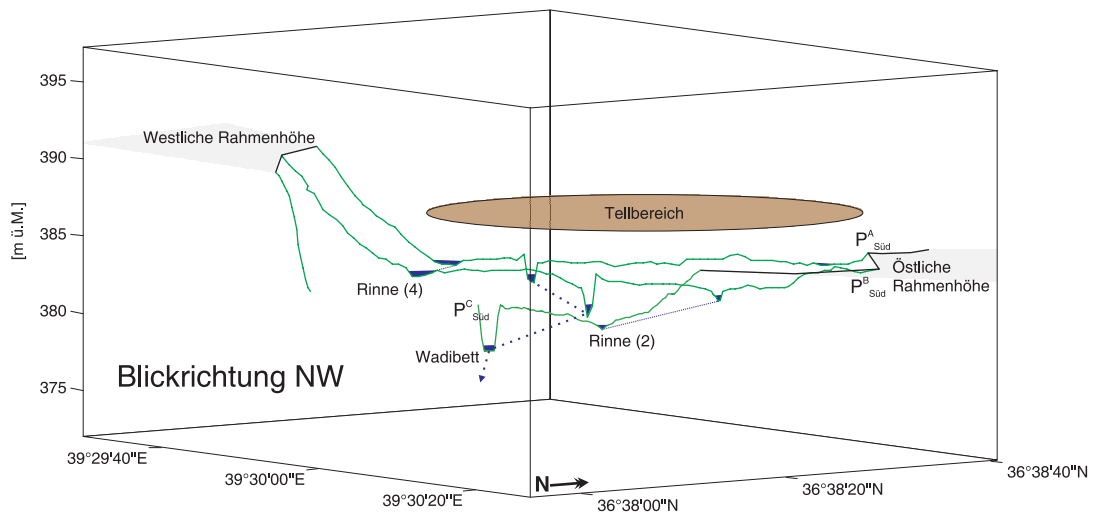 395
390
385
380
375
[m ü.M.]
Westliche Rahmenhöhe
Tellbereich
P^A_Süd
P^B_Süd
Östliche
Rahmenhöhe
Rinne (4)
P^C_Süd
Rinne (2)
Wadibett
Blickrichtung NW
39°29'40"E
39°30'00"E
39°30'20"E
N
36°38'00"N
36°38'20"N
36°38'40"N